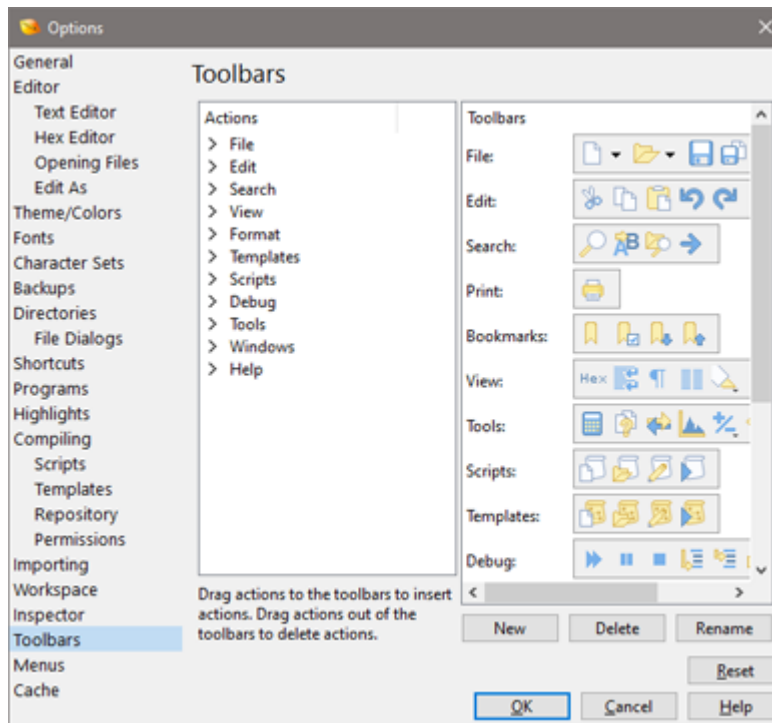 Options
General
Editor
Text Editor
Hex Editor
Opening Files
Edit As
Theme/Colors
Fonts
Character Sets
Backups
Directories
File Dialogs
Shortcuts
Programs
Highlights
Compiling
Scripts
Templates
Repository
Permissions
Importing
Workspace
Inspector
Toolbars
Menus
Cache
Toolbars
Actions
File
Edit
Search
View
Format
Templates
Scripts
Debug
Tools
Windows
Help
Drag actions to the toolbars to insert
actions. Drag actions out of the
toolbars to delete actions.
Toolbars
File:
Edit:
Search: AB
Print:
Bookmarks:
View: Hex
Tools:
Scripts:
Templates:
Debug:
New Delete Rename
Reset
OK Cancel Help